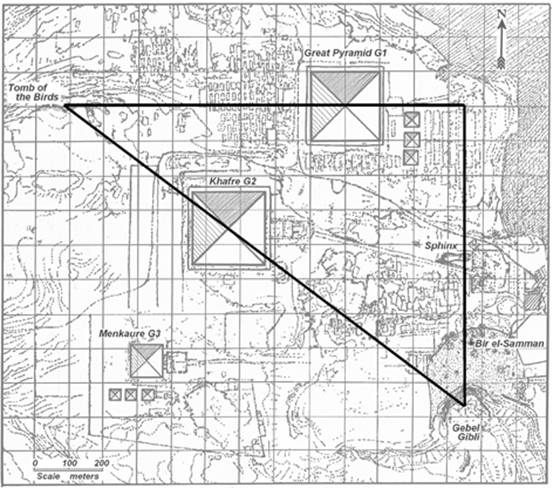 N
Great Pyramid G1
Tomb of
the Birds
Khafre G2
Sphinx
Menkaure G3
Bir el-Samman
Gebel
Gibli
0 100 200
Scale meters